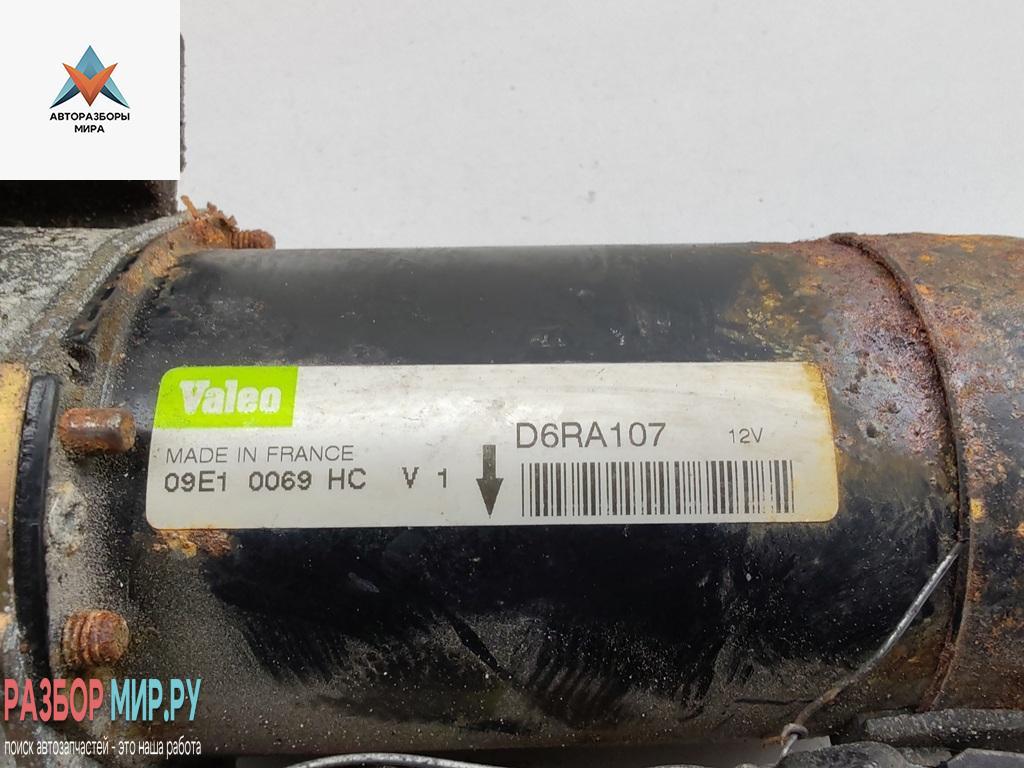 АВТОРАЗБОРЫ
МИРА
Valeo
MADE IN FRANCE
09E1 0069 HC V 1
D6RA107 12V
РАЗБОР МИР.РУ
поиск автозапчастей - это наша работа